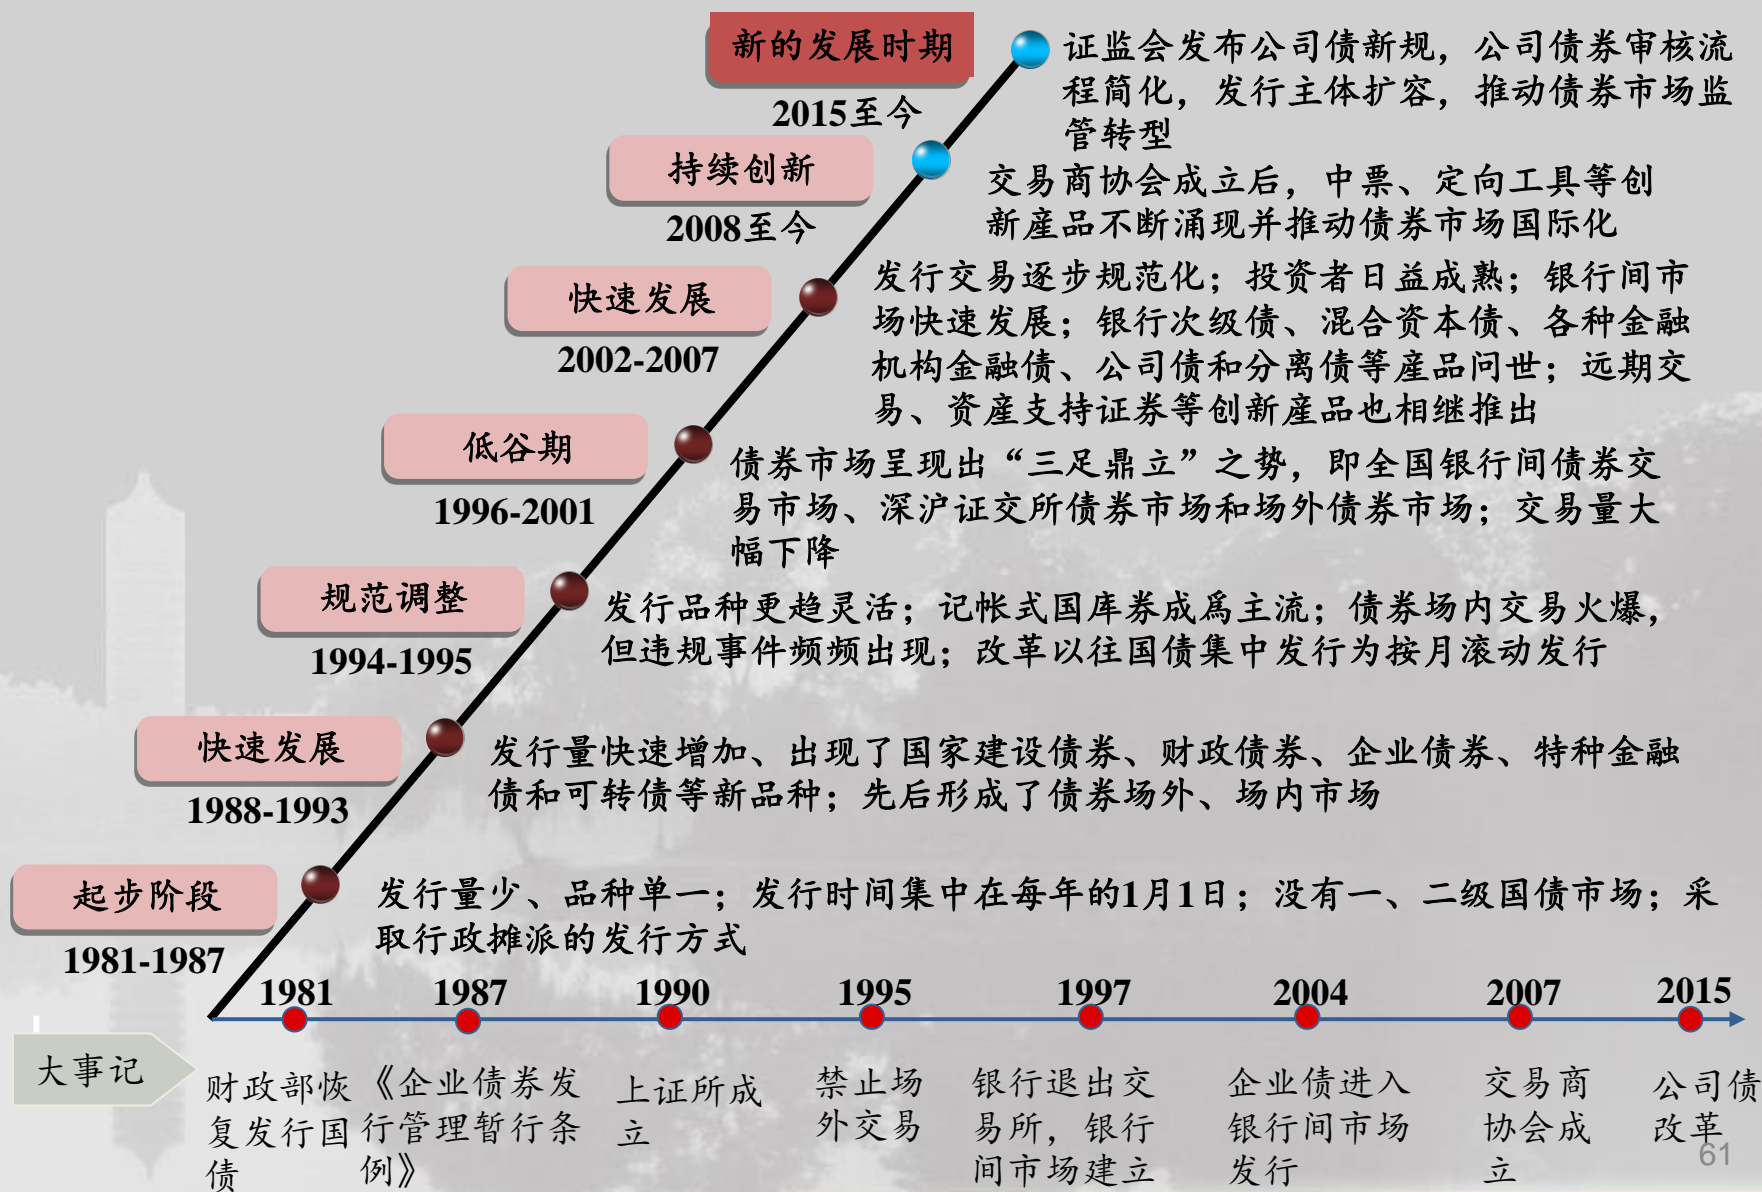 新的发展时期
2015至今
证监会发布公司债新规，公司债券审核流
程简化，发行主体扩容，推动债券市场监
管转型
持续创新
2008至今
交易商协会成立后，中票、定向工具等创
新産品不断涌现并推动债券市场国际化
快速发展
2002-2007
发行交易逐步规范化；投资者日益成熟；银行间市
场快速发展；银行次级债、混合资本债、各种金融
机构金融债、公司债和分离债等産品问世；远期交
易、资産支持证券等创新産品也相继推出
低谷期
1996-2001
债券市场呈现出“三足鼎立”之势，即全国银行间债券交
易市场、深沪证交所债券市场和场外债券市场；交易量大
幅下降
规范调整
1994-1995
发行品种更趋灵活；记帐式国库券成爲主流；债券场内交易火爆，
但违规事件频频出现；改革以往国债集中发行为按月滚动发行
快速发展
1988-1993
发行量快速增加、出现了国家建设债券、财政债券、企业债券、特种金融
债和可转债等新品种；先后形成了债券场外、场内市场
起步阶段
1981-1987
发行量少、品种单一；发行时间集中在每年的1月1日；没有一、二级国债市场；采
取行政摊派的发行方式
大事记
1981
财政部恢
复发行国
债
1987
《企业债券发
行管理暂行条
例》
1990
上证所成
立
1995
禁止场
外交易
1997
银行退出交
易所，银行
间市场建立
2004
企业债进入
银行间市场
发行
2007
交易商
协会成
立
2015
公司债
改革
61